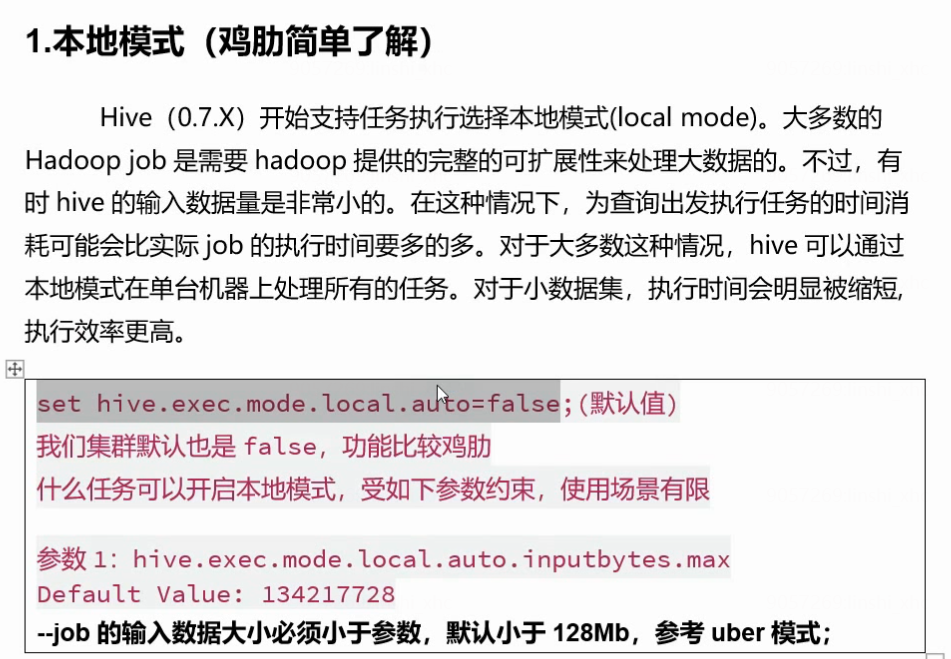 1.本地模式（鸡肋简单了解）
Hive（0.7.X）开始支持任务执行选择本地模式(local mode)。大多数的
Hadoop job 是需要 hadoop 提供的完整的可扩展性来处理大数据的。不过，有
时 hive 的输入数据量是非常小的。在这种情况下，为查询出发执行任务的时间消
耗可能会比实际 job 的执行时间要多的多。对于大多数这种情况，hive 可以通过
本地模式在单台机器上处理所有的任务。对于小数据集，执行时间会明显被缩短,
执行效率更高。
set hive.exec.mode.local.auto=false;(默认值)
我们集群默认也是 false，功能比较鸡肋
什么任务可以开启本地模式，受如下参数约束，使用场景有限
参数 1：hive.exec.mode.local.auto.inputbytes.max
Default Value: 134217728
--job 的输入数据大小必须小于参数，默认小于 128Mb，参考 uber 模式；